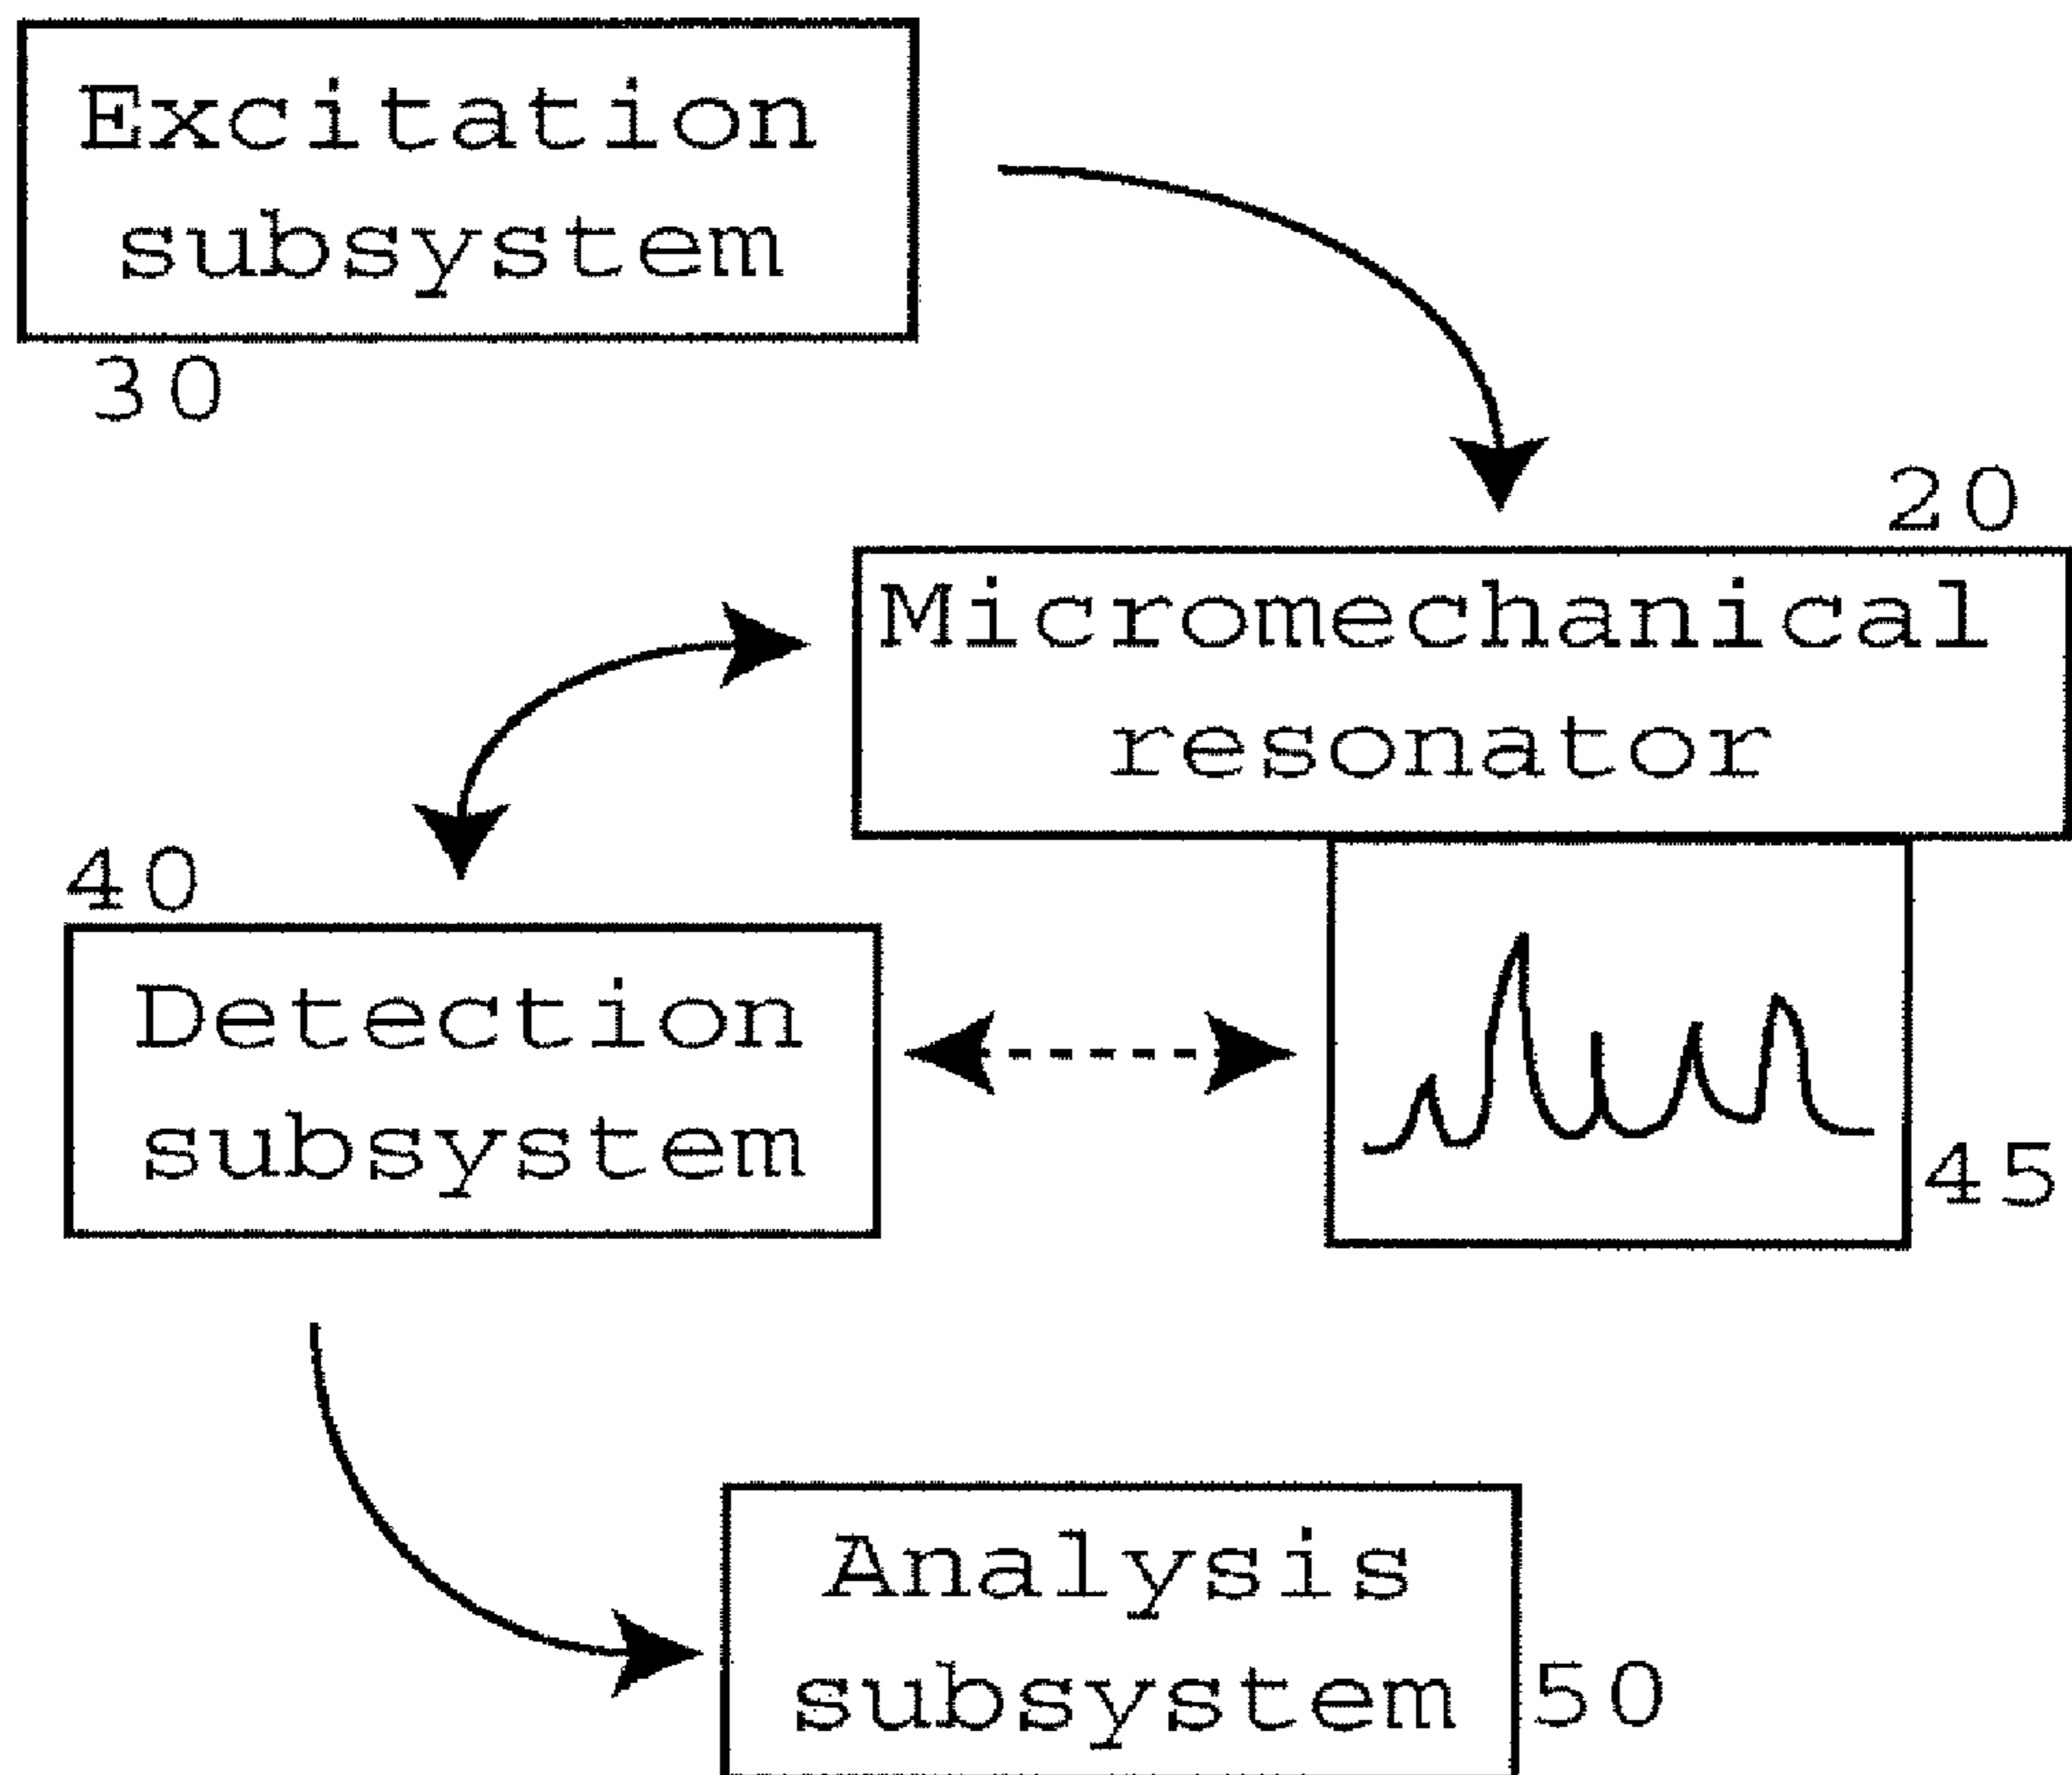 Excitation
subsystem
30
20
Micromechanical
resonator
40
Detection
subsystem
45
Analysis
subsystem
50